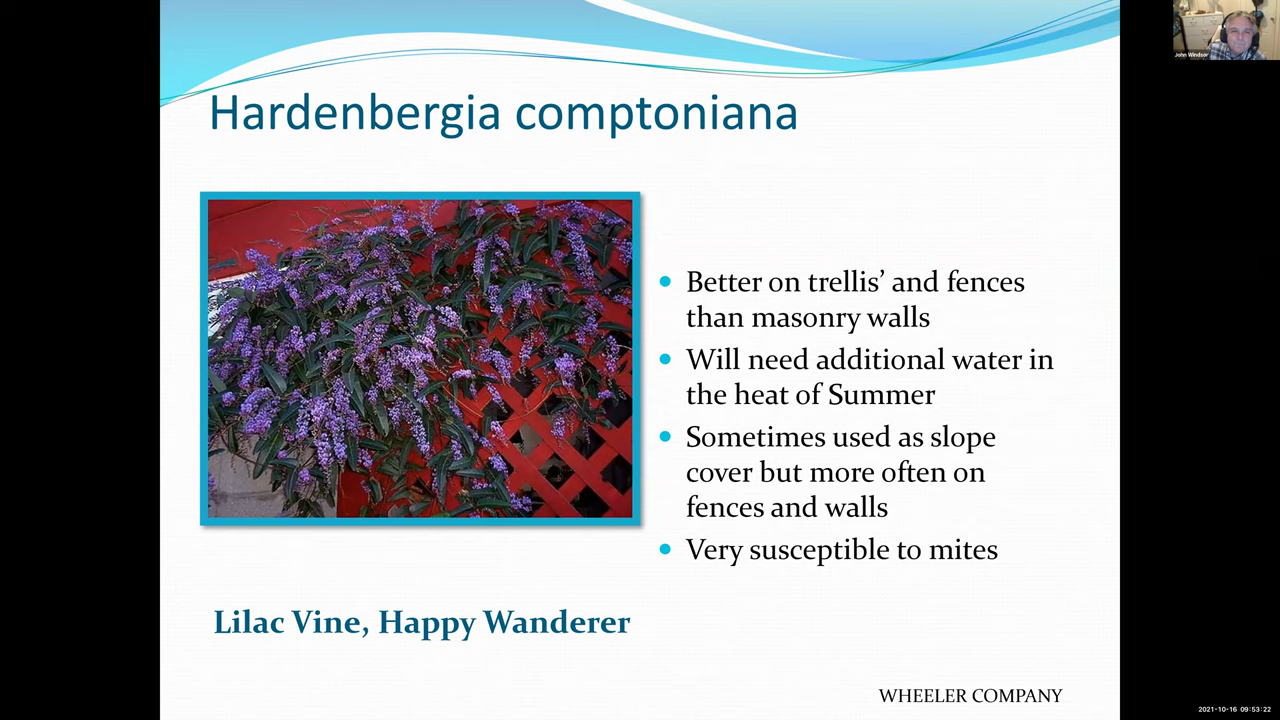 John Windsor
Hardenbergia comptoniana
Better on trellis’ and fences
than masonry walls
Will need additional water in
the heat of Summer
Sometimes used as slope
cover but more often on
fences and walls
Very susceptible to mites
Lilac Vine, Happy Wanderer
WHEELER COMPANY
2021-10-16 09:53:22